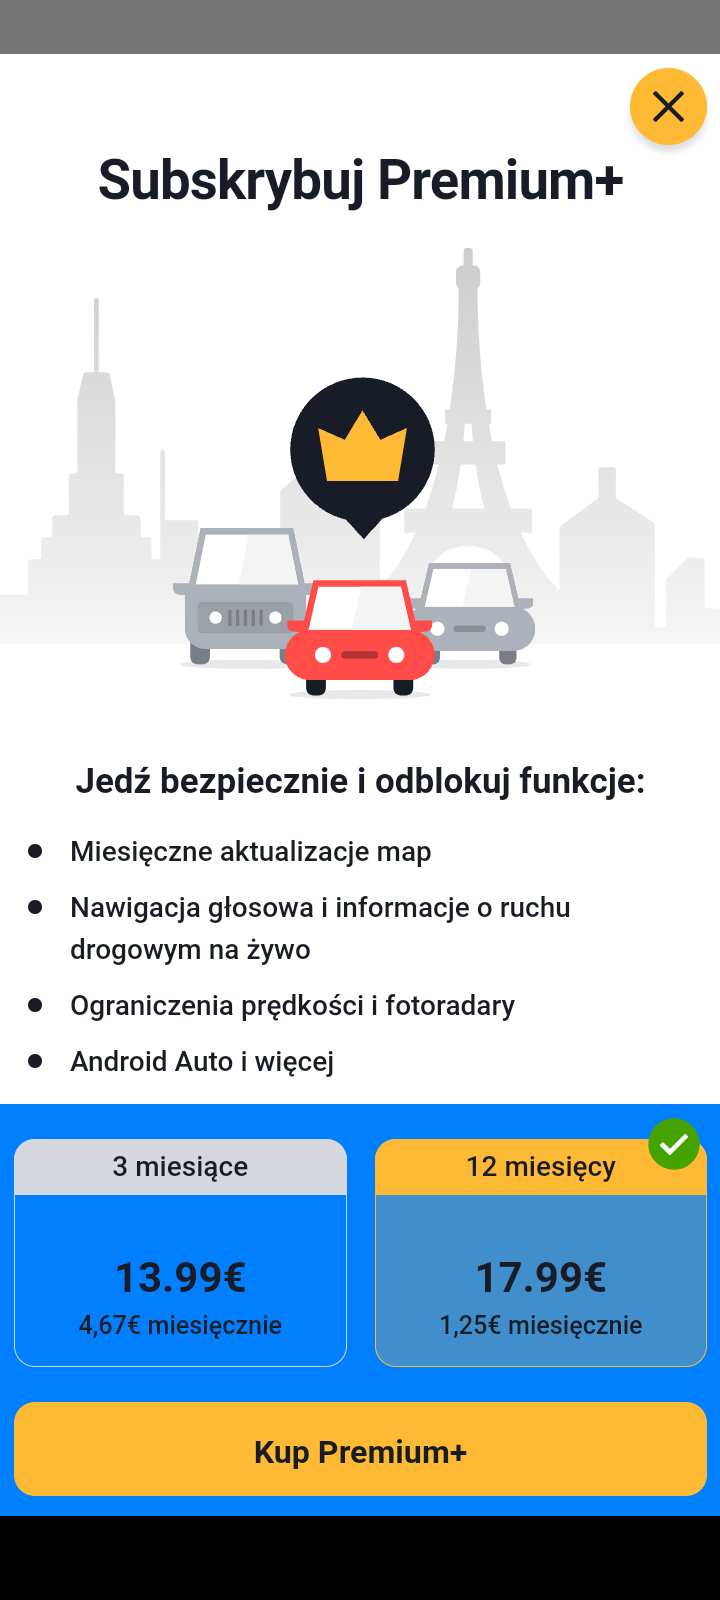 Subskrybuj Premium+
Jedź bezpiecznie i odblokuj funkcje:
Miesięczne aktualizacje map
Nawigacja głosowa i informacje o ruchu
drogowym na żywo
Ograniczenia prędkości i fotoradary
Android Auto i więcej
3 miesiące
13.99€
4,67€ miesięcznie
12 miesięcy
17.99€
1,25€ miesięcznie
Kup Premium+